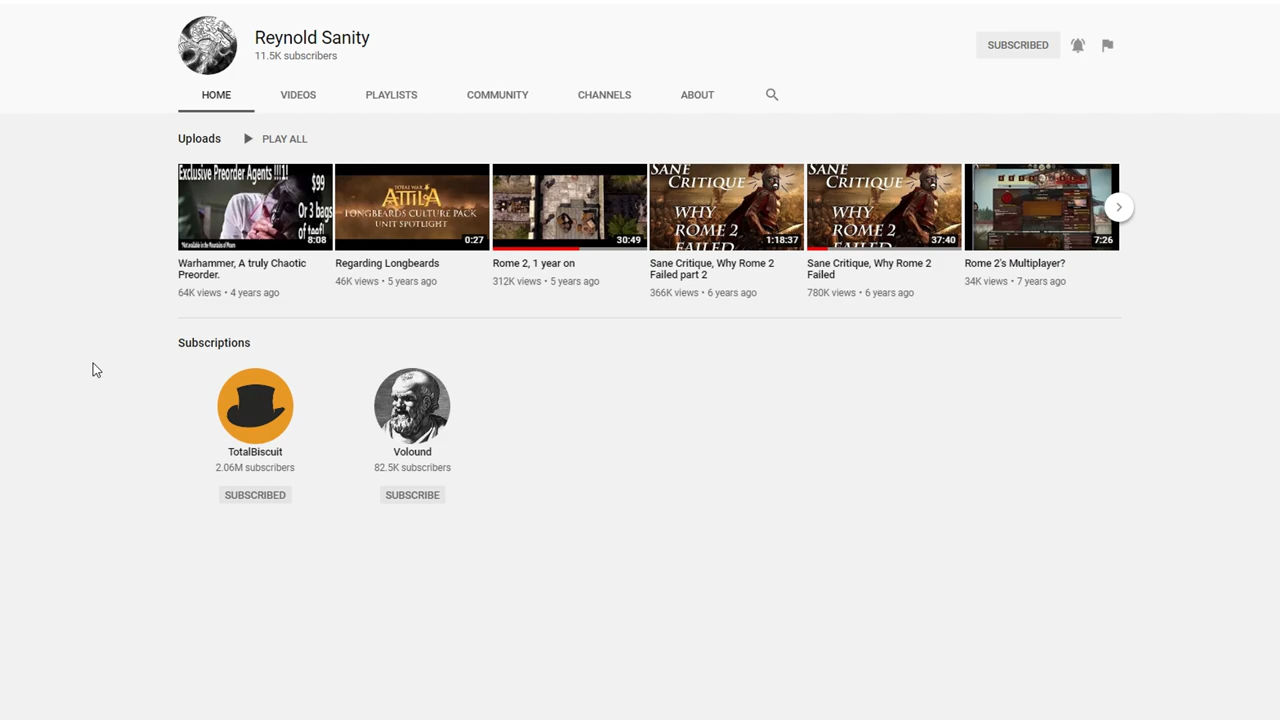 Reynold Sanity
11.5K subscribers
SUBSCRIBED
HOME VIDEOS PLAYLISTS COMMUNITY CHANNELS ABOUT
Uploads PLAY ALL
Exclusive Preorder Agents !!!1!
$99
Or 3 bags
of teef!
8:08
TOTAL WAR
ATTILA
LONGBEARDS CULTURE PACK
UNIT SPOTLIGHT
0:27
30:49
SANE
CRITIQUE
WHY
ROME 2
FAILED
1:18:37
SANE
CRITIQUE
WHY
ROME 2
FAILED
37:40
7:26
Warhammer, A truly Chaotic
Preorder.
64K views • 4 years ago
Regarding Longbeards
46K views • 5 years ago
Rome 2, 1 year on
312K views • 5 years ago
Sane Critique, Why Rome 2
Failed part 2
366K views • 6 years ago
Sane Critique, Why Rome 2
Failed
780K views • 6 years ago
Rome 2's Multiplayer?
34K views • 7 years ago
Subscriptions
TotalBiscuit
2.06M subscribers
SUBSCRIBED
Volound
82.5K subscribers
SUBSCRIBE